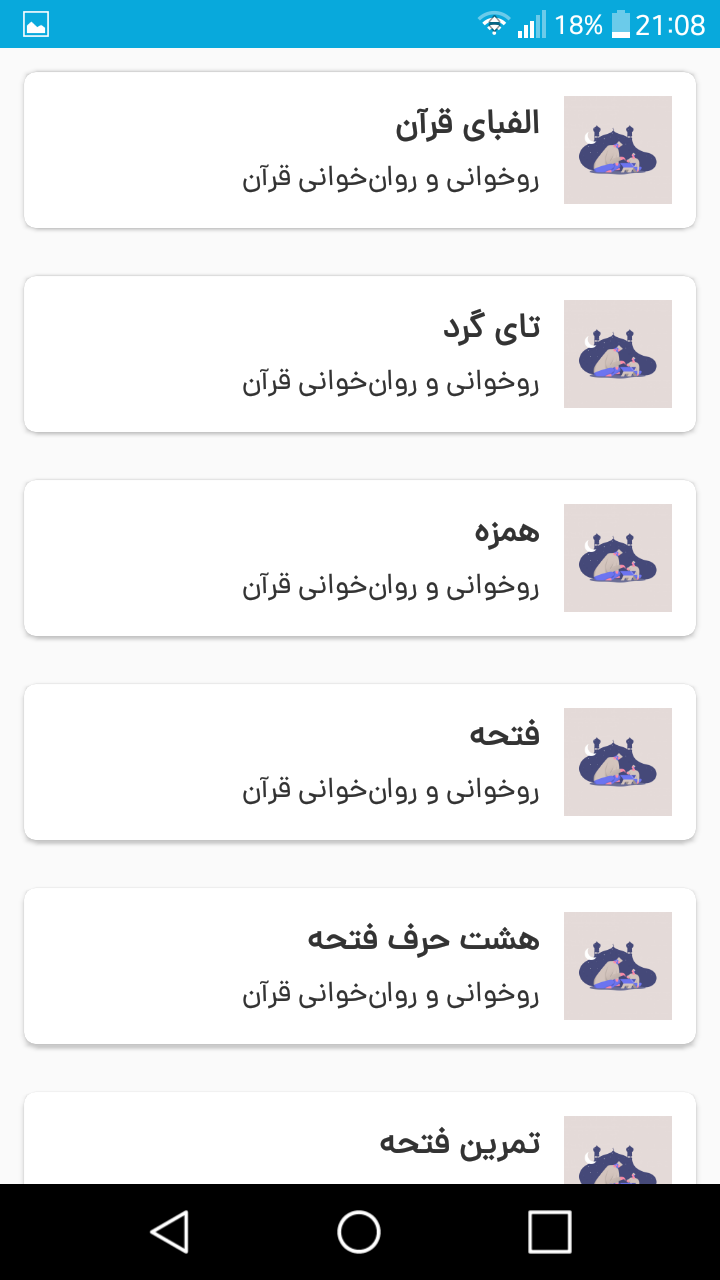 18% 21:08
الفبای قرآن
روخوانی و روان‌خوانی قرآن
تای گرد
روخوانی و روان‌خوانی قرآن
همزه
روخوانی و روان‌خوانی قرآن
فتحه
روخوانی و روان‌خوانی قرآن
هشت حرف فتحه
روخوانی و روان‌خوانی قرآن
تمرین فتحه